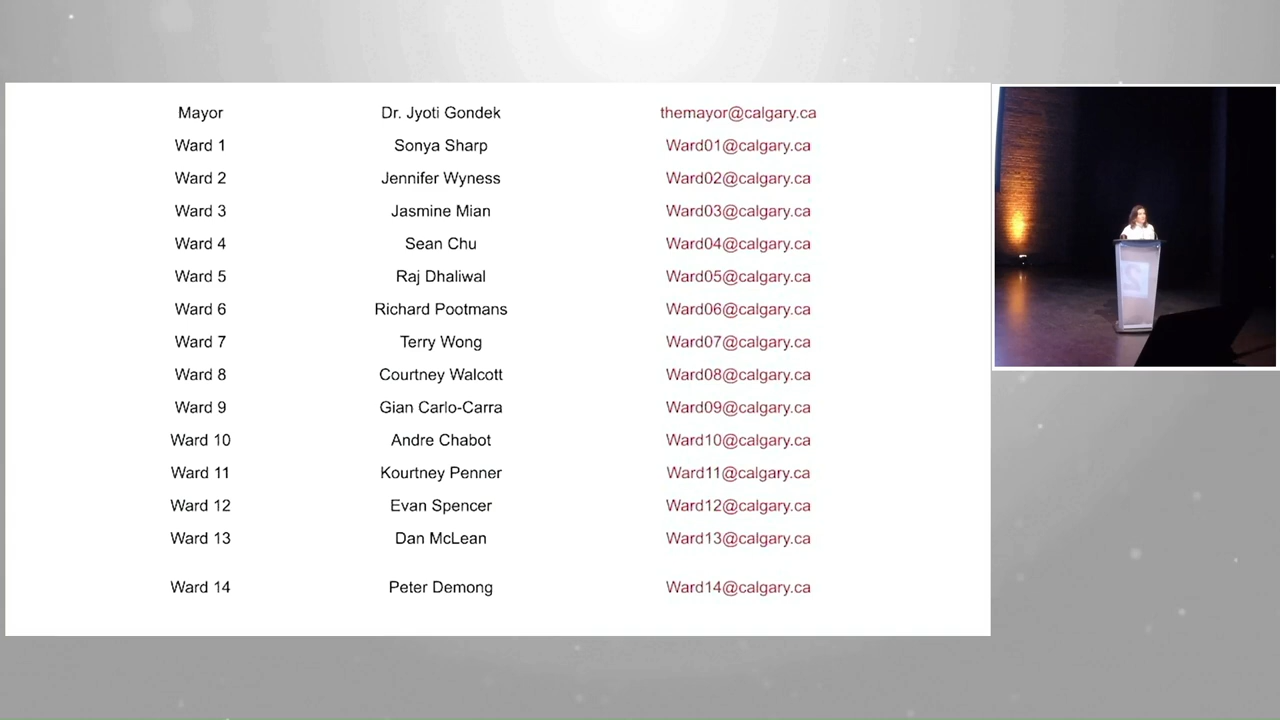 Mayor Dr. Jyoti Gondek themayor@calgary.ca
Ward 1 Sonya Sharp Ward01@calgary.ca
Ward 2 Jennifer Wyness Ward02@calgary.ca
Ward 3 Jasmine Mian Ward03@calgary.ca
Ward 4 Sean Chu Ward04@calgary.ca
Ward 5 Raj Dhaliwal Ward05@calgary.ca
Ward 6 Richard Pootmans Ward06@calgary.ca
Ward 7 Terry Wong Ward07@calgary.ca
Ward 8 Courtney Walcott Ward08@calgary.ca
Ward 9 Gian Carlo-Carra Ward09@calgary.ca
Ward 10 Andre Chabot Ward10@calgary.ca
Ward 11 Kourtney Penner Ward11@calgary.ca
Ward 12 Evan Spencer Ward12@calgary.ca
Ward 13 Dan McLean Ward13@calgary.ca
Ward 14 Peter Demong Ward14@calgary.ca